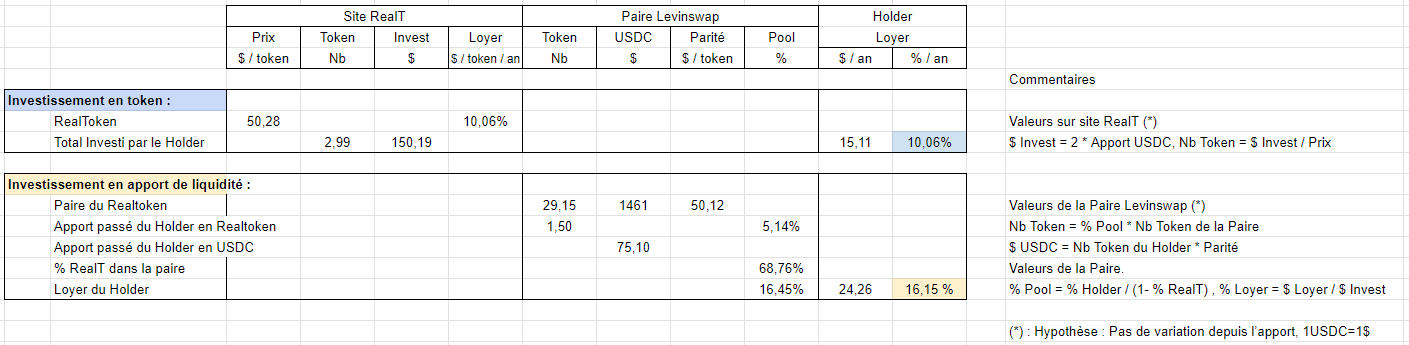 Site RealT Paire Levinswap Holder
Prix Token Invest Loyer Token USDC Parité Pool Loyer
$ / token Nb $ $ / token / an Nb $ $ / token % $ / an % / an
Commentaires
Investissement en token :
RealToken 50,28 10,06% Valeurs sur site RealT (*)
Total Investi par le Holder 2,99 150,19 15,11 10,06% $ Invest = 2 * Apport USDC, Nb Token = $ Invest / Prix
Investissement en apport de liquidité :
Paire du Realtoken 29,15 1461 50,12 Valeurs de la Paire Levinswap (*)
Apport passé du Holder en Realtoken 1,50 5,14% Nb Token = % Pool * Nb Token de la Paire
Apport passé du Holder en USDC 75,10 $ USDC = Nb Token du Holder * Parité
% RealT dans la paire 68,76% Valeurs de la Paire.
Loyer du Holder 16,45% 24,26 16,15 % % Pool = % Holder / (1- % RealT) , % Loyer = $ Loyer / $ Invest
(*) : Hypothèse : Pas de variation depuis l'apport, 1USDC=1$